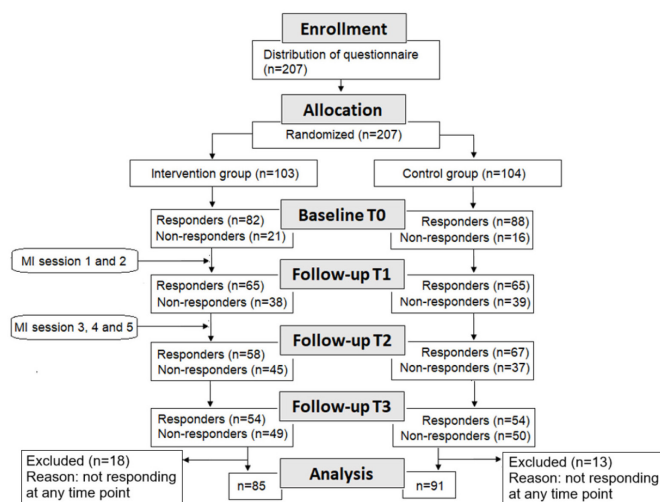 Enrollment
Distribution of questionnaire
(n=207)
Allocation
Randomized (n=207)
Intervention group (n=103)
Control group (n=104)
Baseline T0
Responders (n=82)
Non-responders (n=21)
Responders (n=88)
Non-responders (n=16)
MI session 1 and 2
Follow-up T1
Responders (n=65)
Non-responders (n=38)
Responders (n=65)
Non-responders (n=39)
MI session 3, 4 and 5
Follow-up T2
Responders (n=58)
Non-responders (n=45)
Responders (n=67)
Non-responders (n=37)
Follow-up T3
Responders (n=54)
Non-responders (n=49)
Responders (n=54)
Non-responders (n=50)
Excluded (n=18)
Reason: not responding
at any time point
Analysis
n=85
n=91
Excluded (n=13)
Reason: not responding
at any time point